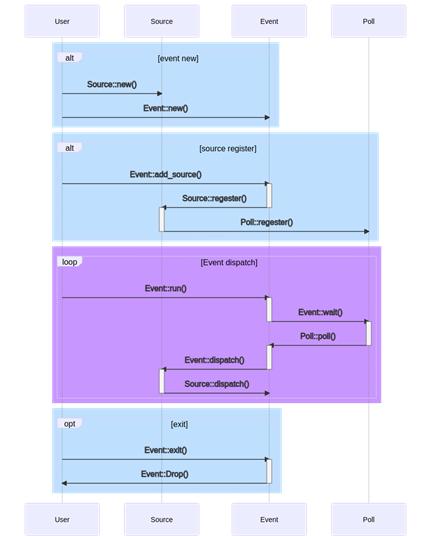 User Source Event Poll
alt [event new]
Source::new()
Event::new()
alt [source register]
Event::add_source()
Source::regester()
Poll::regester()
loop [Event dispatch]
Event::run()
Event::wait()
Poll::poll()
Event::dispatch()
Source::dispatch()
opt [exit]
Event::exit()
Event::Drop()
User Source Event Poll